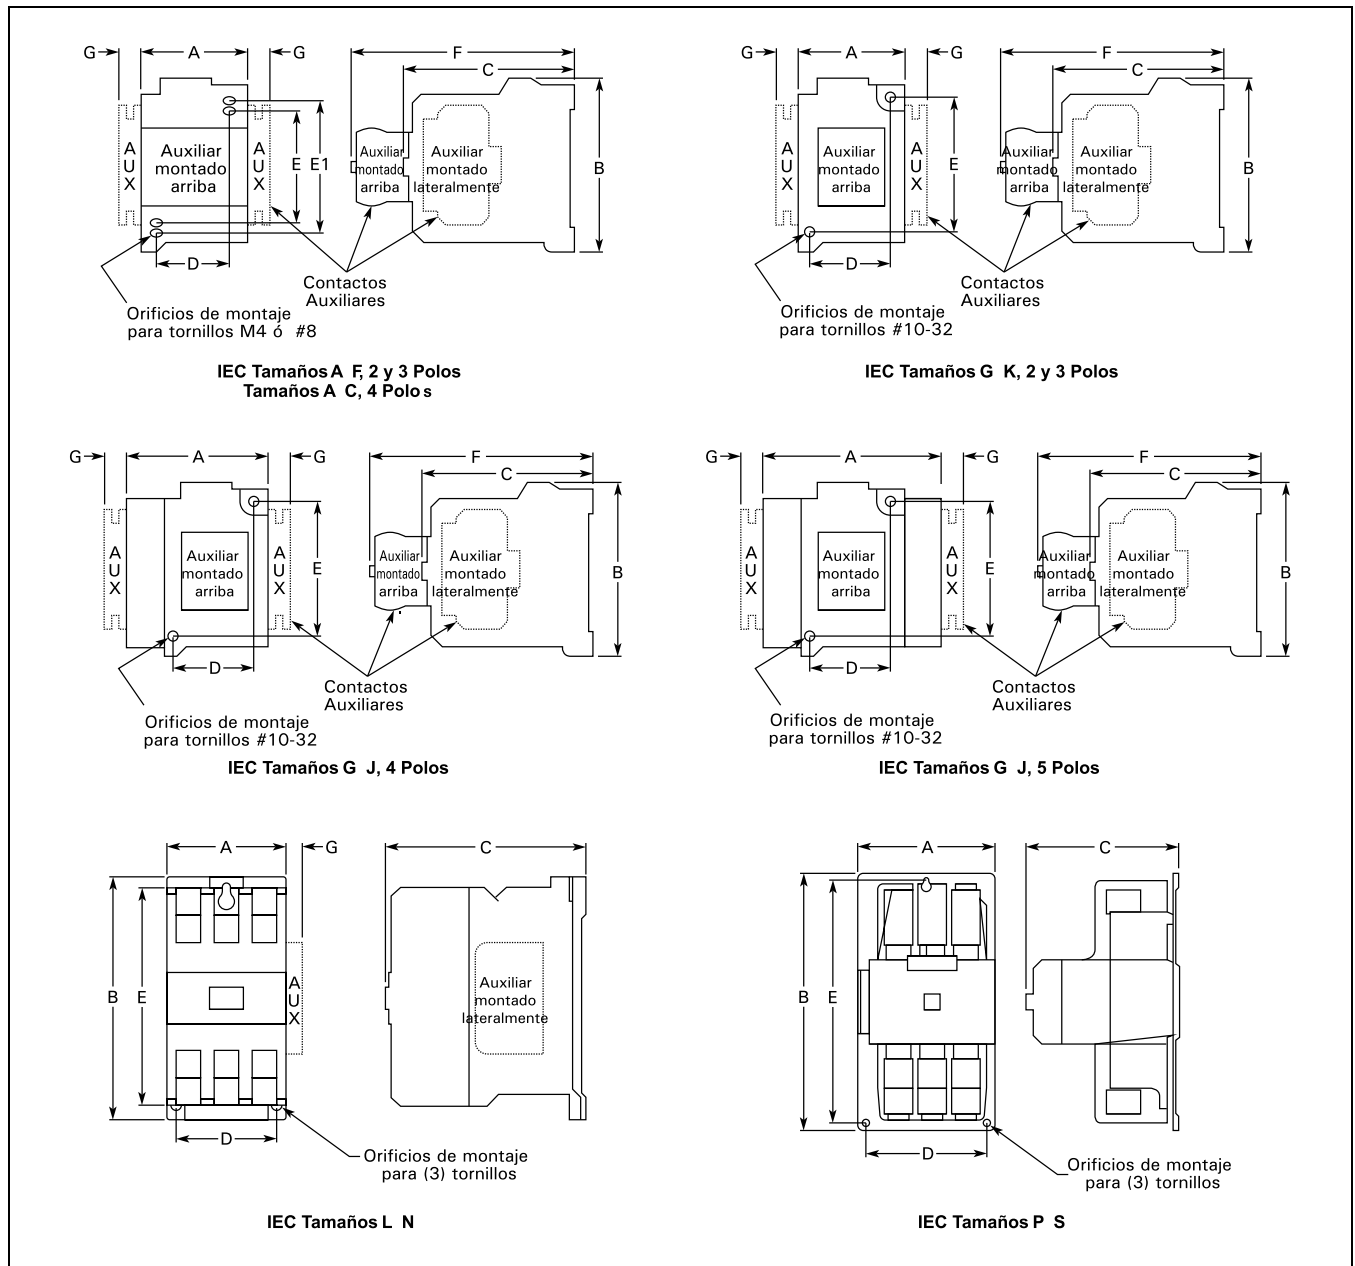 G A G F C
A U X
Auxiliar
montado
arriba
A U X
E E1
D
Auxiliar
montado
arriba
Auxiliar
montado
lateralmente
B
Contactos
Auxiliares
Orificios de montaje
para tornillos M4 ó #8
IEC Tamaños A F, 2 y 3 Polos
Tamaños A C, 4 Polos
G A G F C
A U X
Auxiliar
montado
arriba
A U X
E
D
Auxiliar
montado
arriba
Auxiliar
montado
lateralmente
B
Contactos
Auxiliares
Orificios de montaje
para tornillos #10-32
IEC Tamaños G K, 2 y 3 Polos
G A G F C
A U X
Auxiliar
montado
arriba
A U X
E
D
Auxiliar
montado
arriba
Auxiliar
montado
lateralmente
B
Contactos
Auxiliares
Orificios de montaje
para tornillos #10-32
IEC Tamaños G J, 4 Polos
G A G F C
A U X
Auxiliar
montado
arriba
A U X
E
D
Auxiliar
montado
arriba
Auxiliar
montado
lateralmente
B
Contactos
Auxiliares
Orificios de montaje
para tornillos #10-32
IEC Tamaños G J, 5 Polos
A G C
B E
A U X
D
Auxiliar
montado
lateralmente
Orificios de montaje
para (3) tornillos
IEC Tamaños L N
A C
B E
D
Orificios de montaje
para (3) tornillos
IEC Tamaños P S